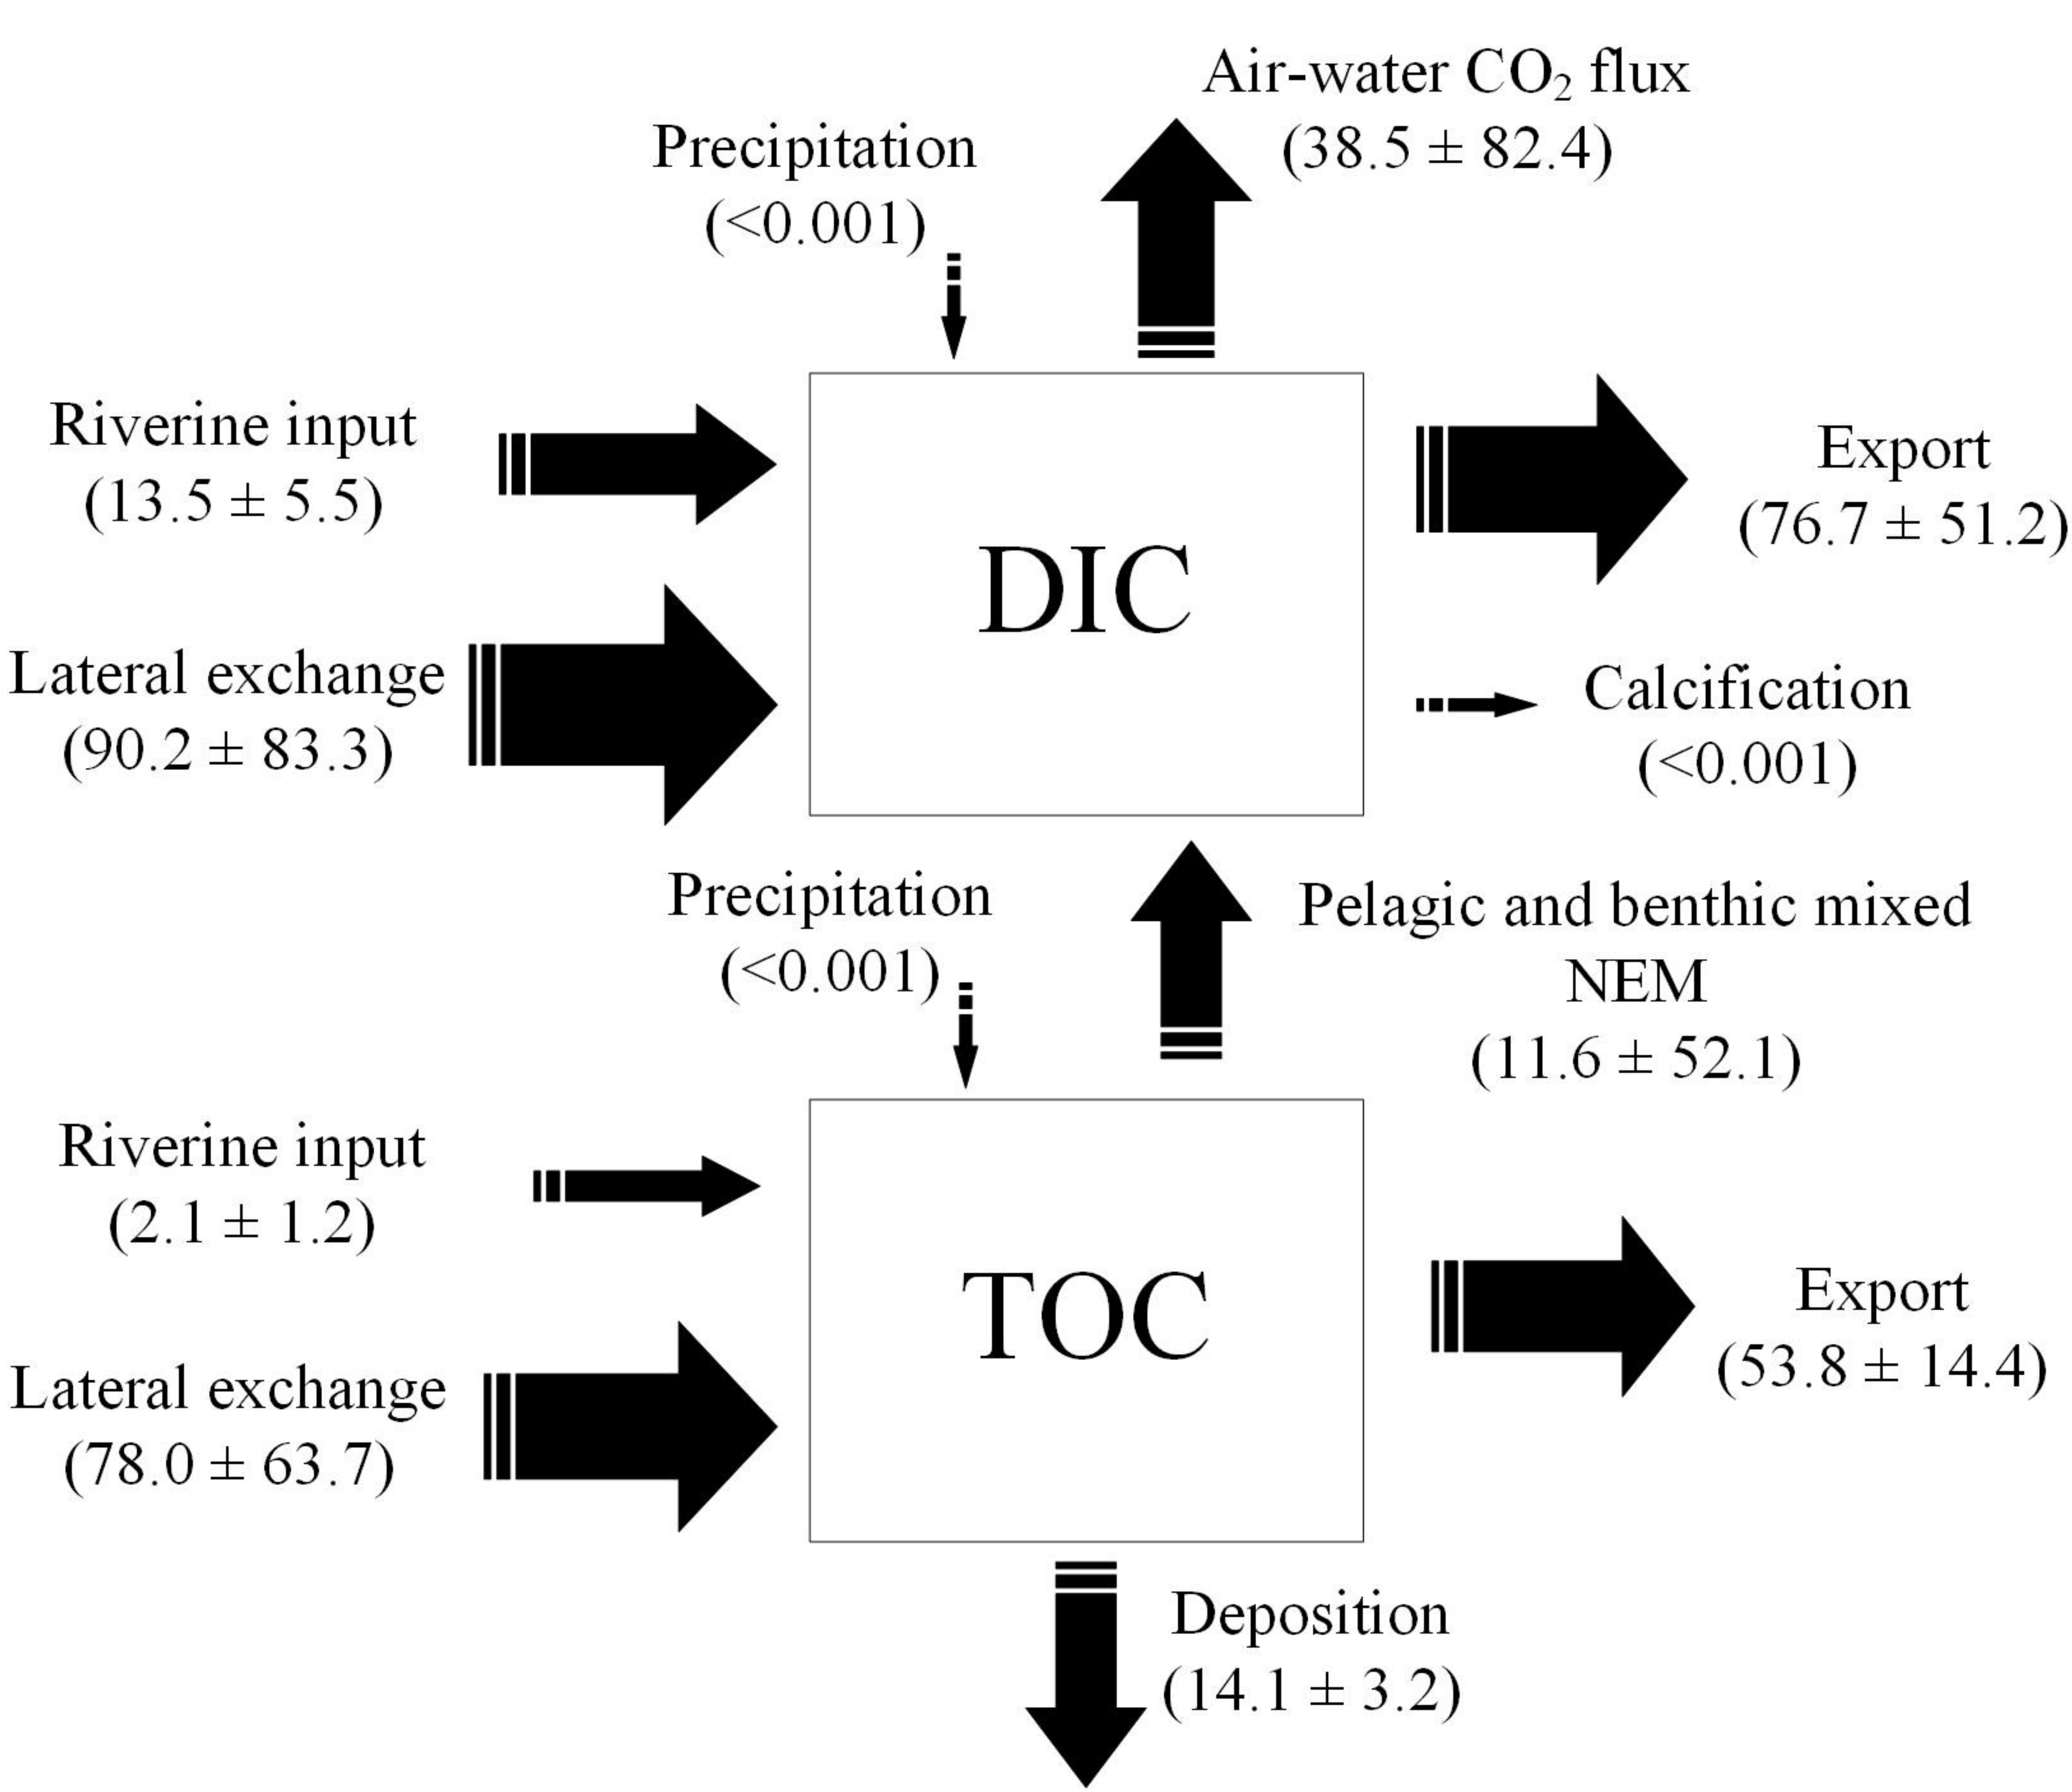 Air-water CO₂ flux
(38.5 ± 82.4)
Precipitation
(<0.001)
Riverine input
(13.5 ± 5.5)
Export
(76.7 ± 51.2)
DIC
Lateral exchange
(90.2 ± 83.3)
Calcification
(<0.001)
Precipitation
(<0.001)
Pelagic and benthic mixed
NEM
(11.6 ± 52.1)
Riverine input
(2.1 ± 1.2)
TOC
Export
(53.8 ± 14.4)
Lateral exchange
(78.0 ± 63.7)
Deposition
(14.1 ± 3.2)